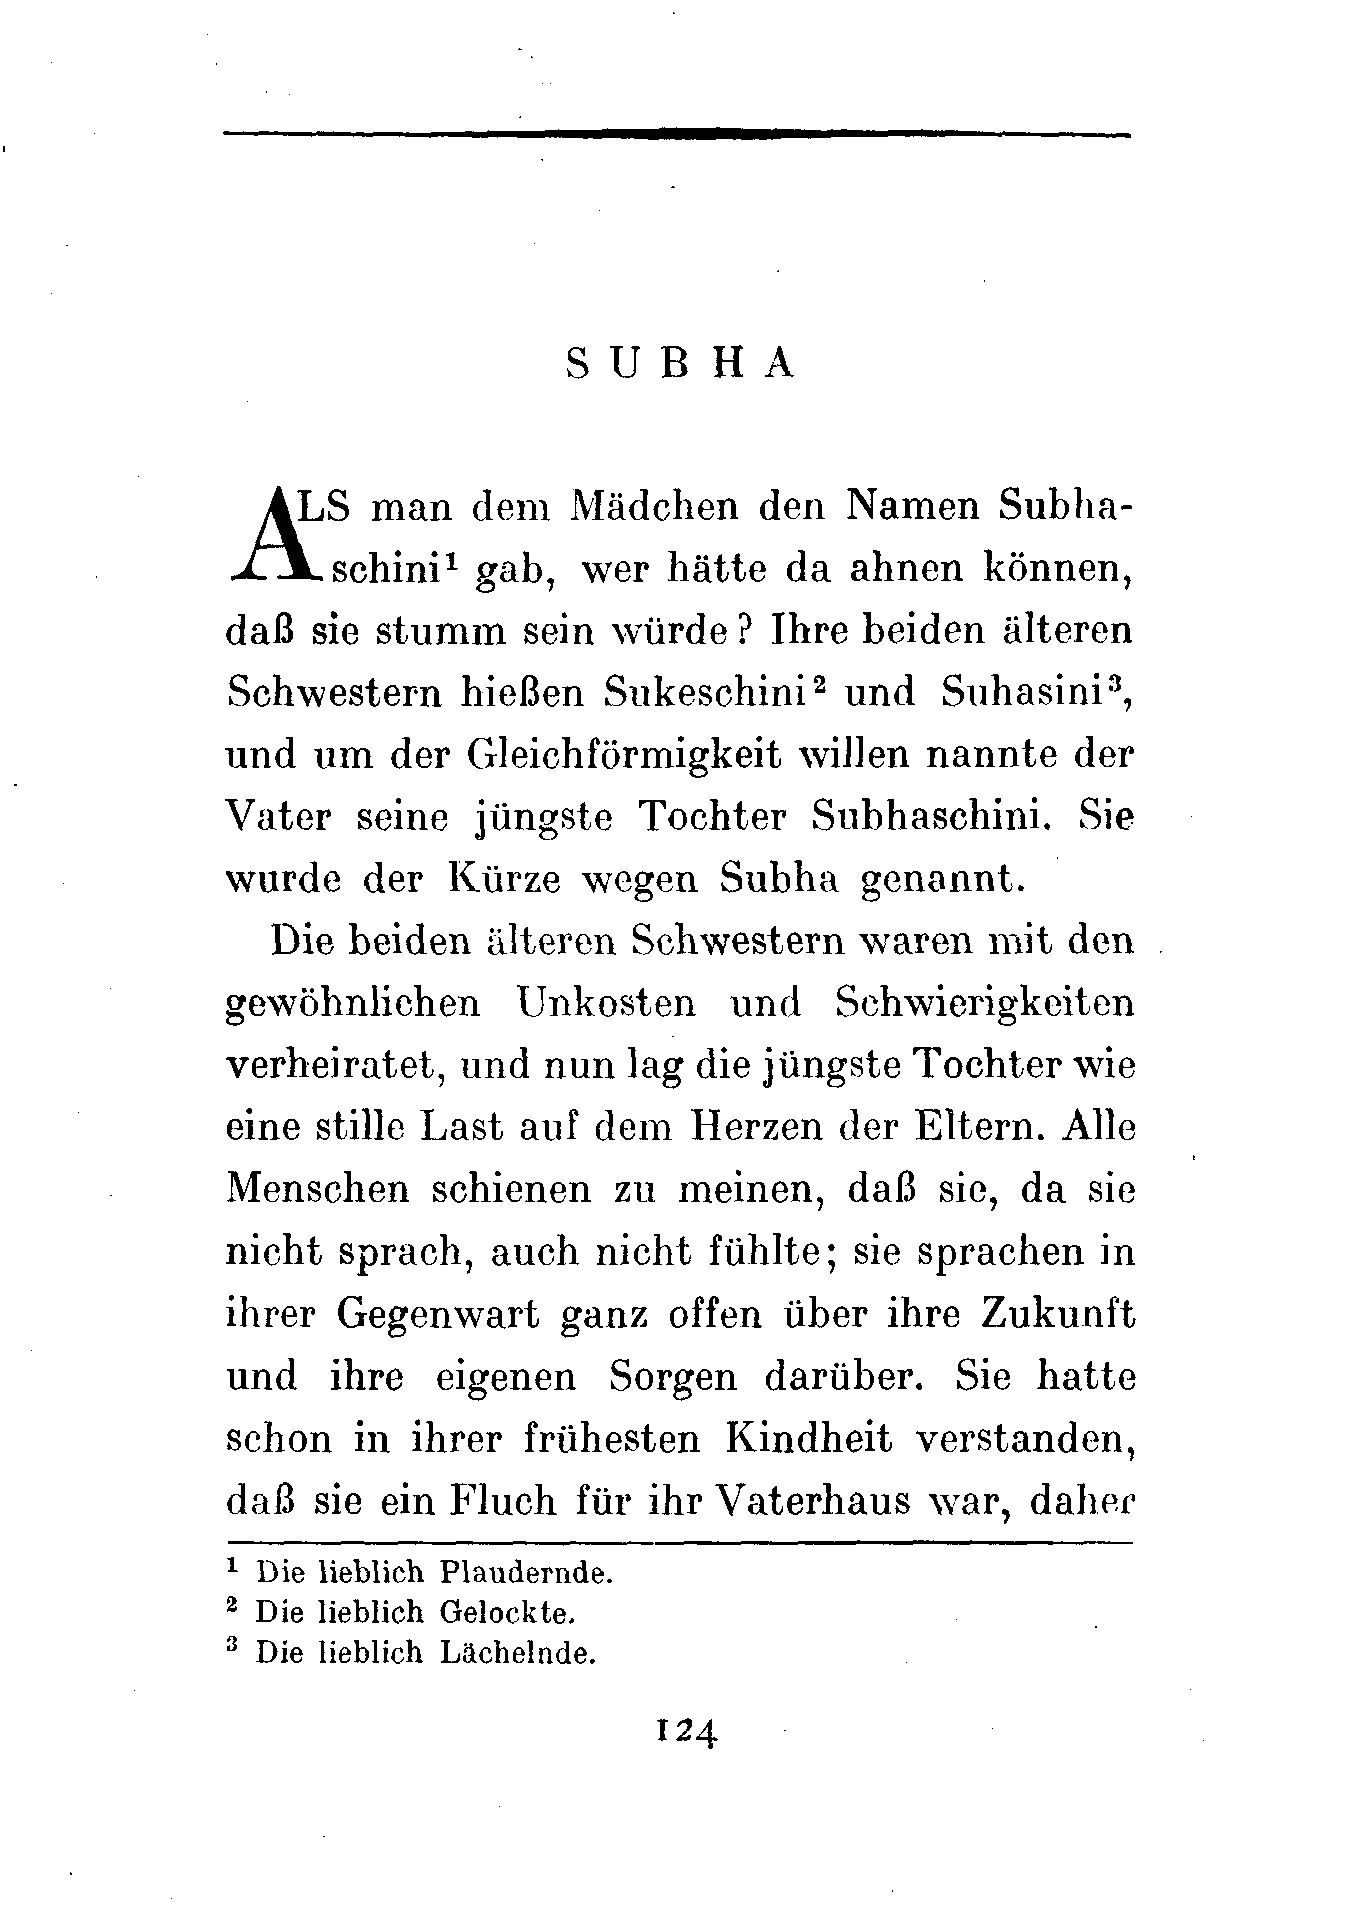 SUBHA
ALS man dem Mädchen den Namen Subha-
schini¹ gab, wer hätte da ahnen können,
daß sie stumm sein würde? Ihre beiden älteren
Schwestern hießen Sukeschini² und Suhasini³,
und um der Gleichförmigkeit willen nannte der
Vater seine jüngste Tochter Subhaschini. Sie
wurde der Kürze wegen Subha genannt.
Die beiden älteren Schwestern waren mit den
gewöhnlichen Unkosten und Schwierigkeiten
verheiratet, und nun lag die jüngste Tochter wie
eine stille Last auf dem Herzen der Eltern. Alle
Menschen schienen zu meinen, daß sie, da sie
nicht sprach, auch nicht fühlte; sie sprachen in
ihrer Gegenwart ganz offen über ihre Zukunft
und ihre eigenen Sorgen darüber. Sie hatte
schon in ihrer frühesten Kindheit verstanden,
daß sie ein Fluch für ihr Vaterhaus war, daher
¹ Die lieblich Plaudernde.
² Die lieblich Gelockte.
³ Die lieblich Lächelnde.
124